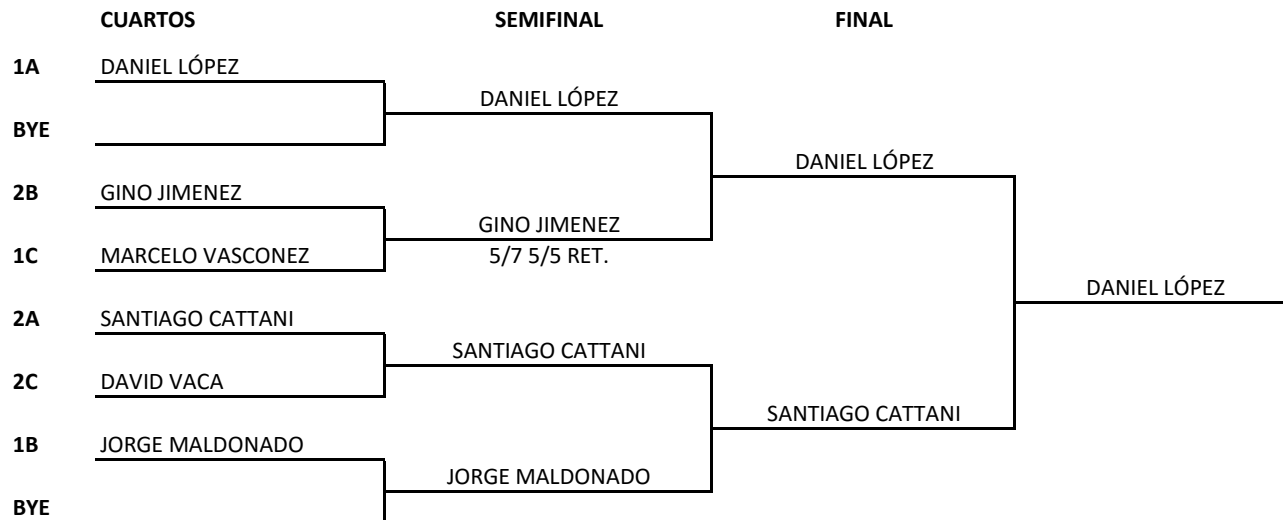 CUARTOS SEMIFINAL FINAL
1A DANIEL LÓPEZ
DANIEL LÓPEZ
BYE
DANIEL LÓPEZ
2B GINO JIMENEZ
GINO JIMENEZ
1C MARCELO VASCONEZ 5/7 5/5 RET.
DANIEL LÓPEZ
2A SANTIAGO CATTANI
SANTIAGO CATTANI
2C DAVID VACA
SANTIAGO CATTANI
1B JORGE MALDONADO
JORGE MALDONADO
BYE